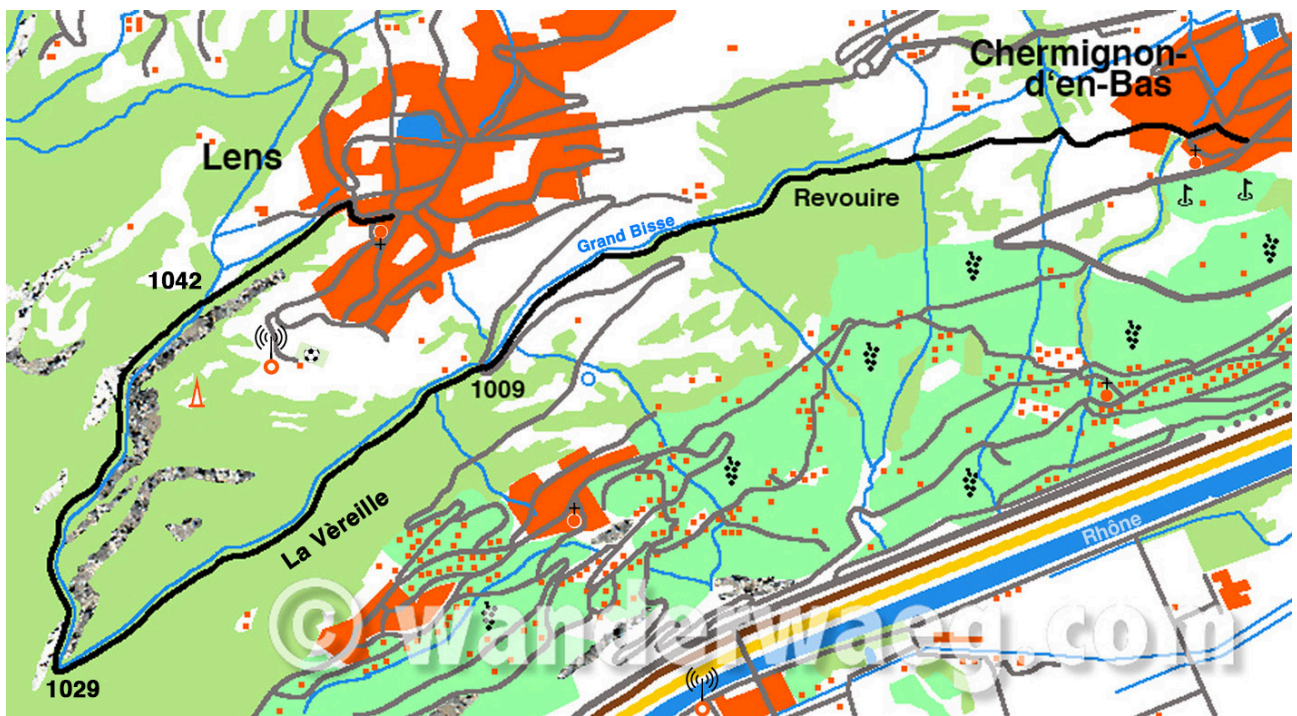 Chermignon-
d'en-Bas
Lens
Revouire
Grand Bisse
1042
1009
La Vèreille
Rhône
© wanderwaeg.com
1029